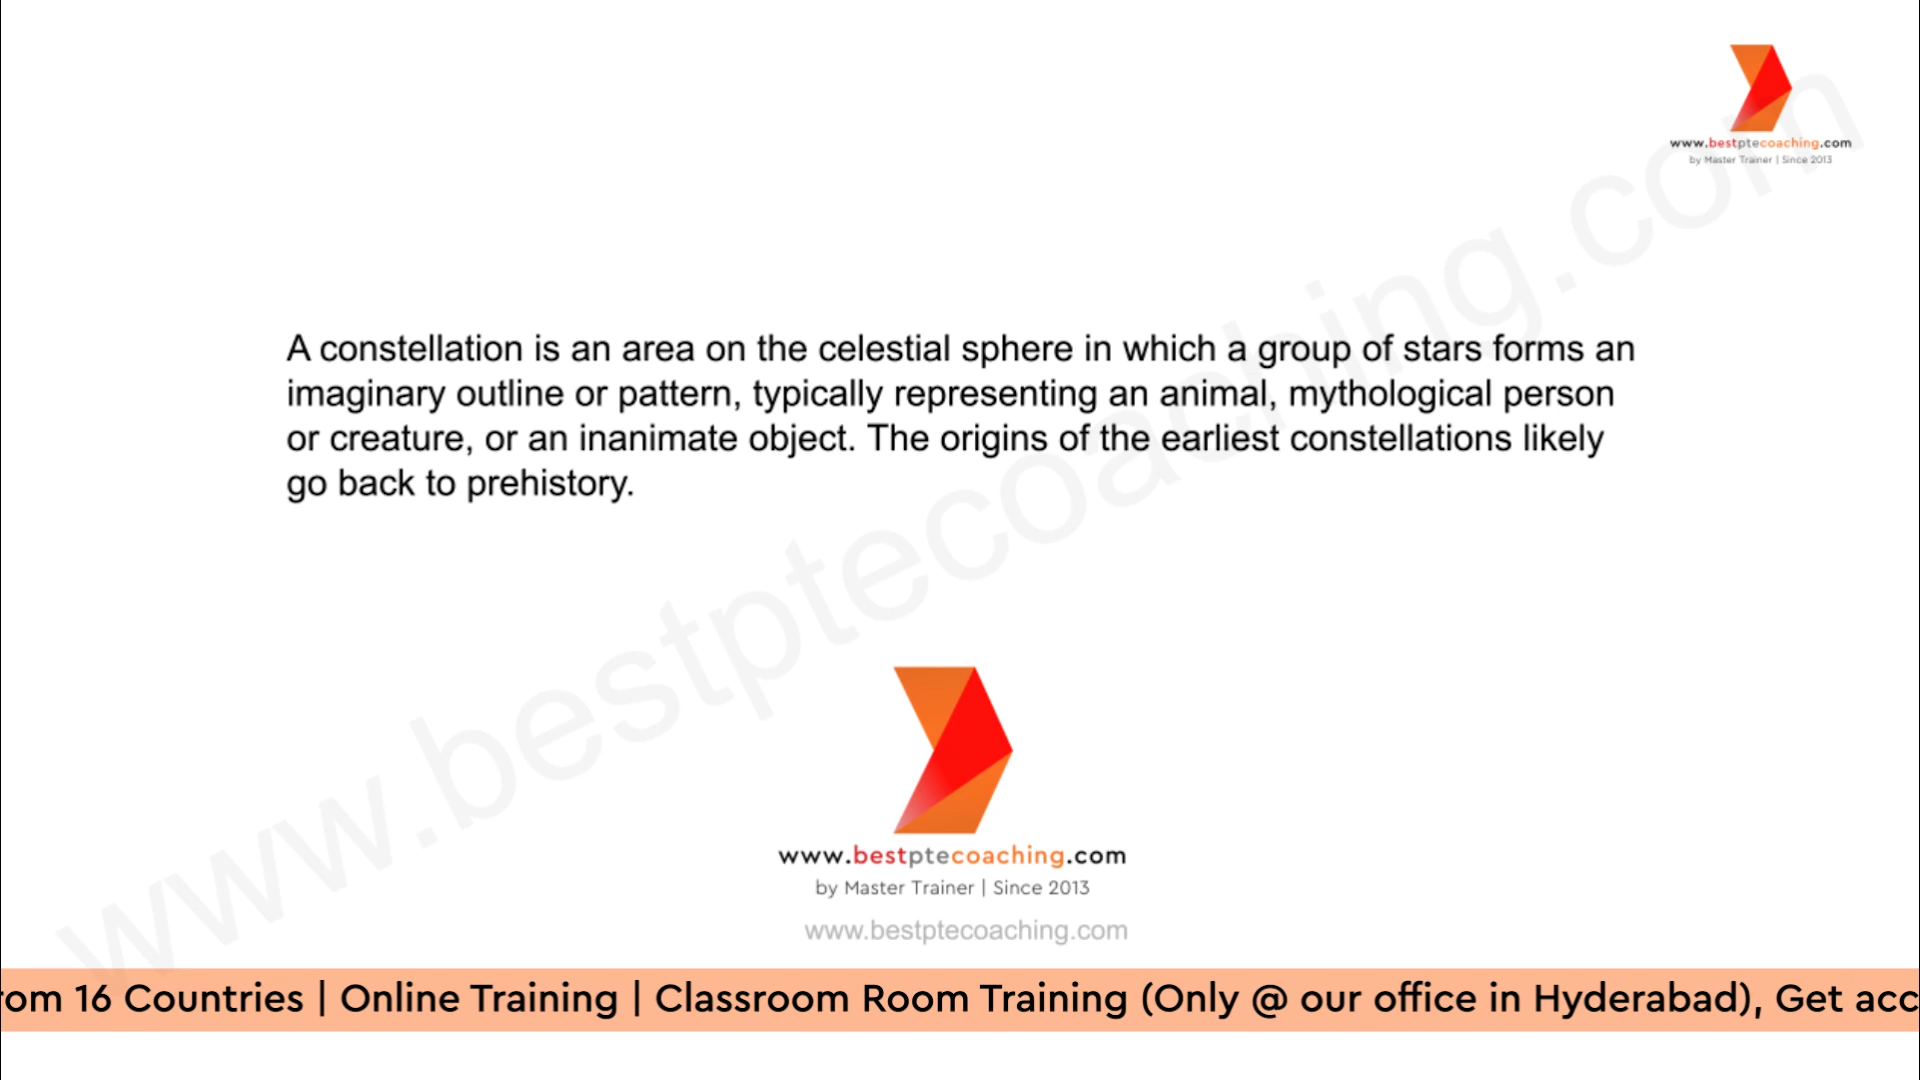 www.bestptecoaching.com
by Master Trainer | Since 2013
A constellation is an area on the celestial sphere in which a group of stars forms an
imaginary outline or pattern, typically representing an animal, mythological person
or creature, or an inanimate object. The origins of the earliest constellations likely
go back to prehistory.
www.bestptecoaching.com
www.bestptecoaching.com
by Master Trainer | Since 2013
www.bestptecoaching.com
16 Countries | Online Training | Classroom Room Training (Only @ our office in Hyderabad), Get